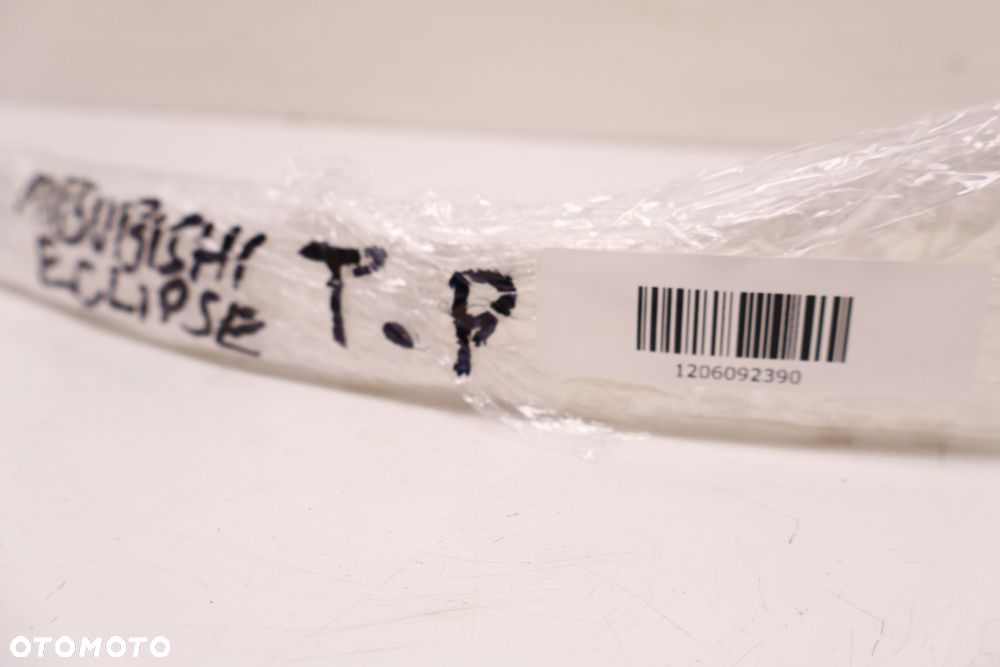 MITSUBISHI
ECLIPSE
T.P
1206092390
OTOMOTO